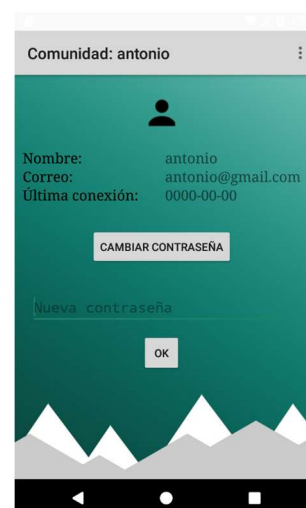 Comunidad: antonio
Nombre: antonio
Correo: antonio@gmail.com
Última conexión: 0000-00-00
CAMBIAR CONTRASEÑA
Nueva contraseña
OK